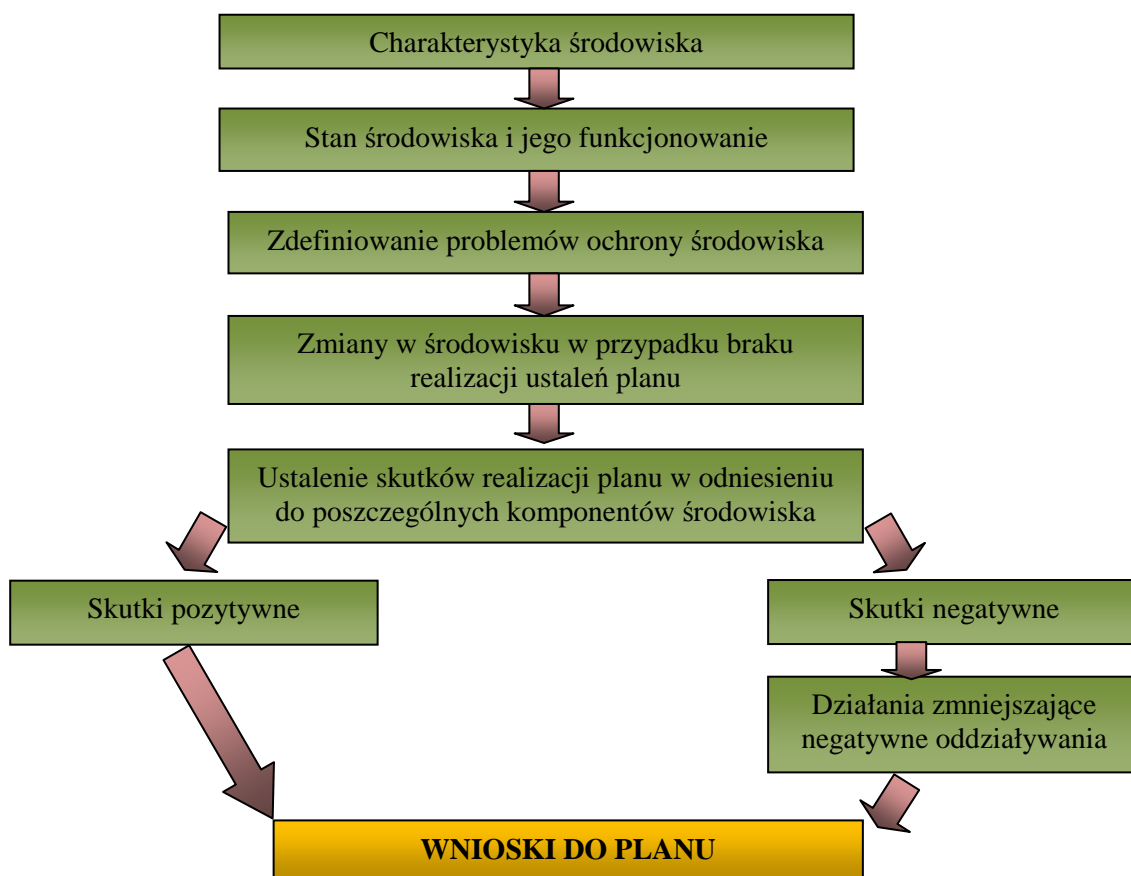 Charakterystyka środowiska
Stan środowiska i jego funkcjonowanie
Zdefiniowanie problemów ochrony środowiska
Zmiany w środowisku w przypadku braku
realizacji ustaleń planu
Ustalenie skutków realizacji planu w odniesieniu
do poszczególnych komponentów środowiska
Skutki pozytywne
Skutki negatywne
Działania zmniejszające
negatywne oddziaływania
WNIOSKI DO PLANU